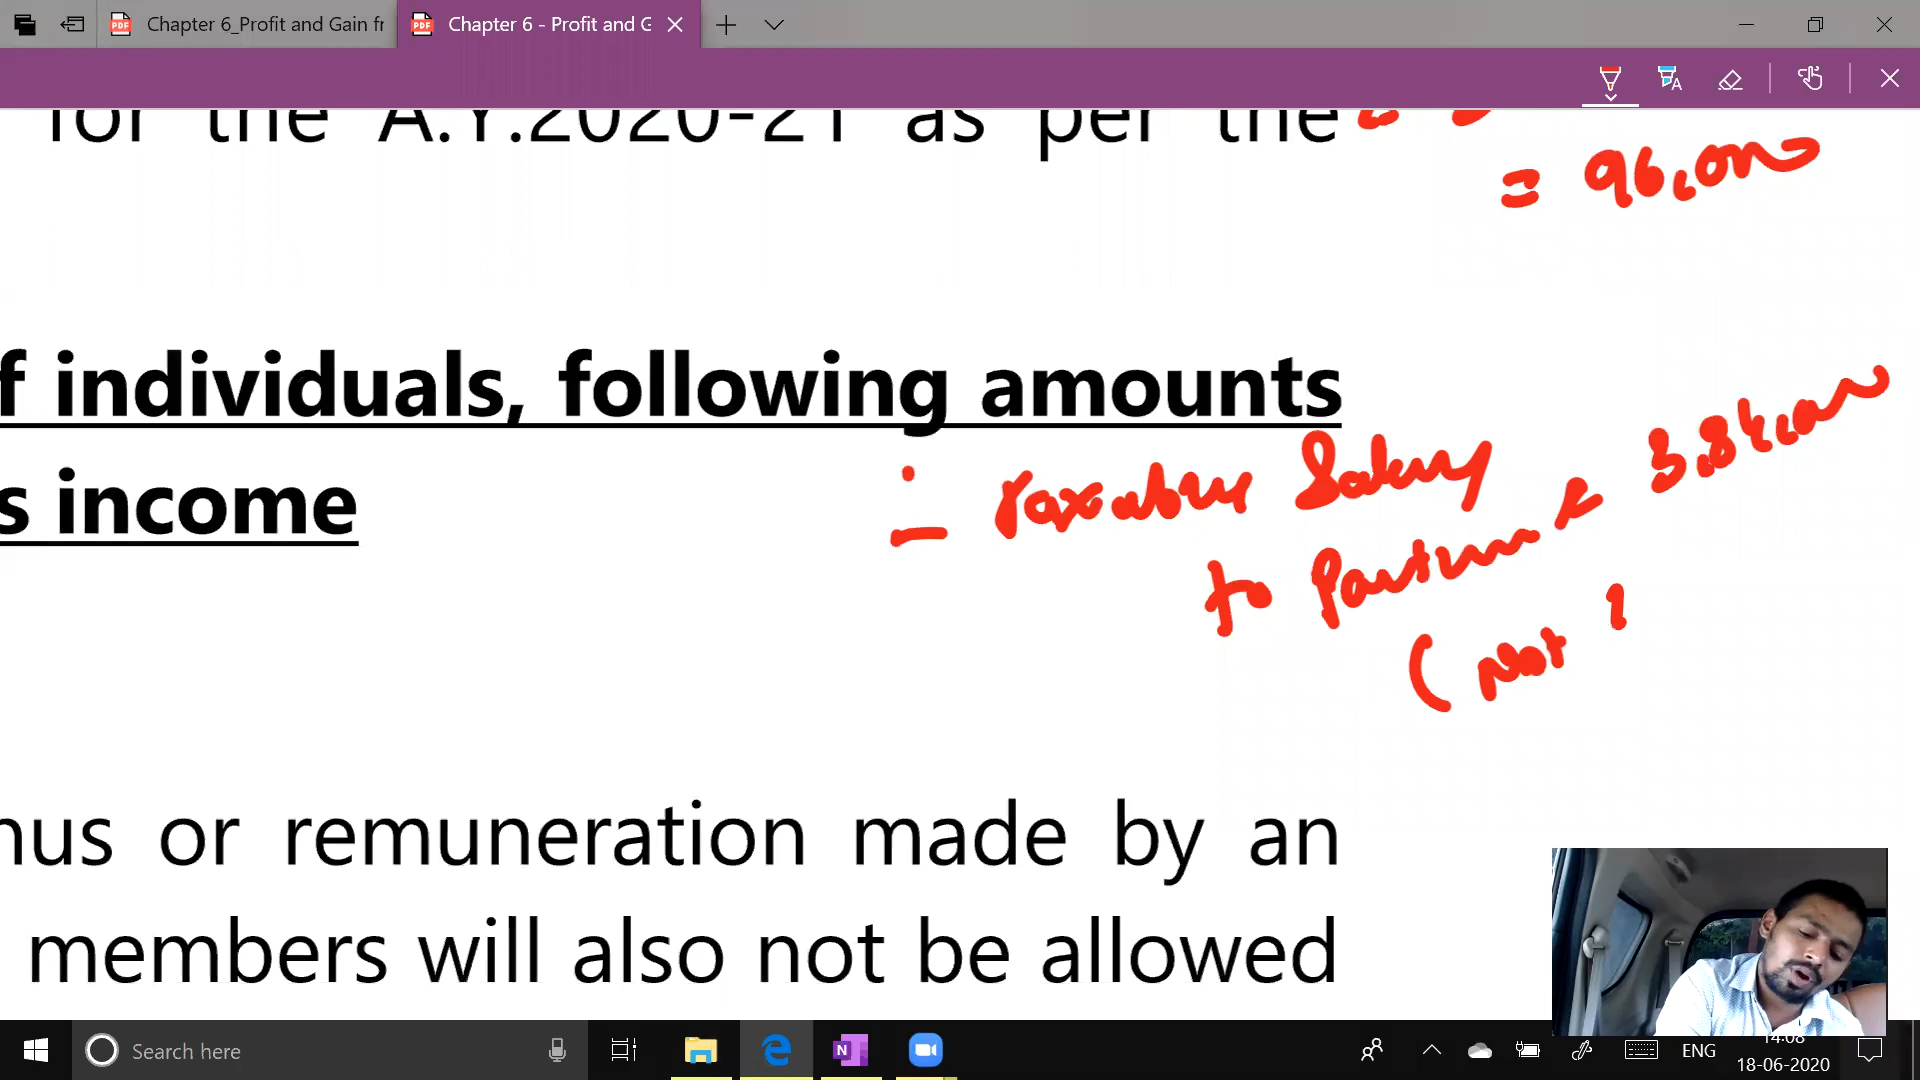 Chapter 6_Profit and Gain fr
Chapter 6 - Profit and G
for the A.Y.2020-21 as per the
= 96,000
f individuals, following amounts
s income
∴ Taxable Salary
to Partner < 3,84,000
(Not
nus or remuneration made by an
members will also not be allowed
Search here
ENG
14:08
18-06-2020